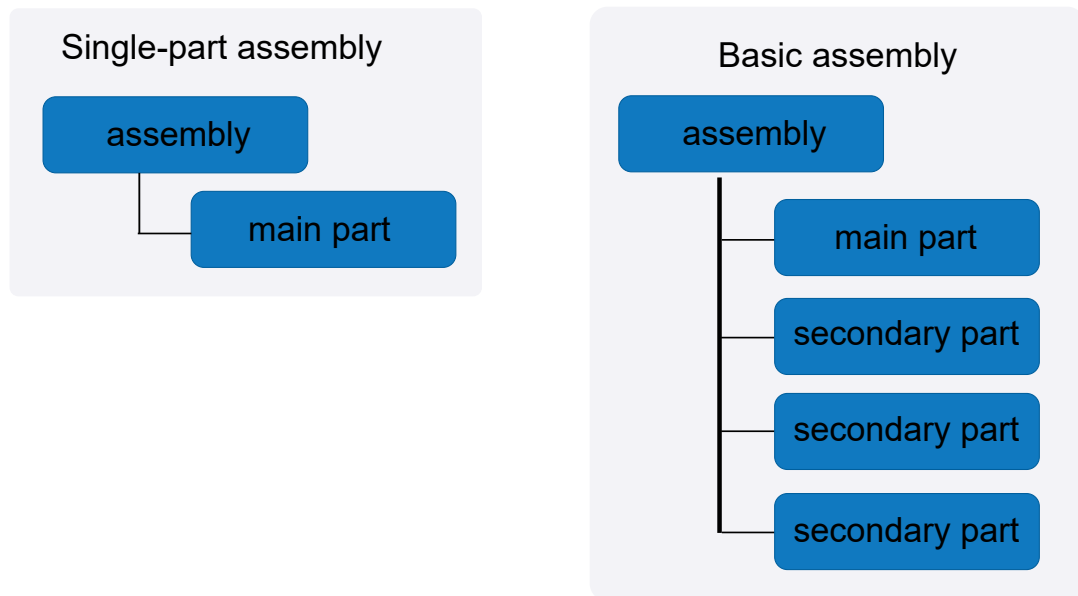 Single-part assembly
assembly
main part
Basic assembly
assembly
main part
secondary part
secondary part
secondary part